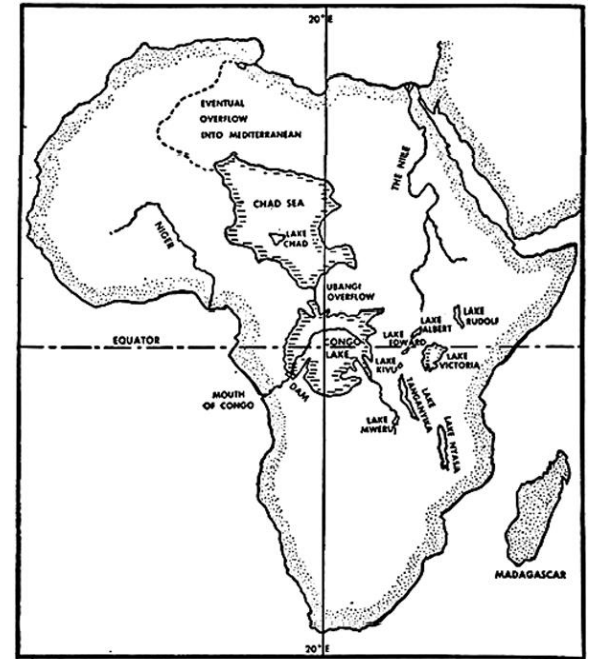 20°E
EVENTUAL
OVERFLOW
INTO MEDITERRANEAN
THE NILE
CHAD SEA
LAKE
CHAD
NIGER
UBANGI
OVERFLOW
LAKE
RUDOLF
LAKE
ALBERT
LAKE
EDWARD
EQUATOR
CONGO
LAKE
LAKE
VICTORIA
LAKE
KIVU
DAM
MOUTH
OF CONGO
LAKE
TANGANYIKA
LAKE
MWERU
LAKE NYASA
MADAGASCAR
20°E